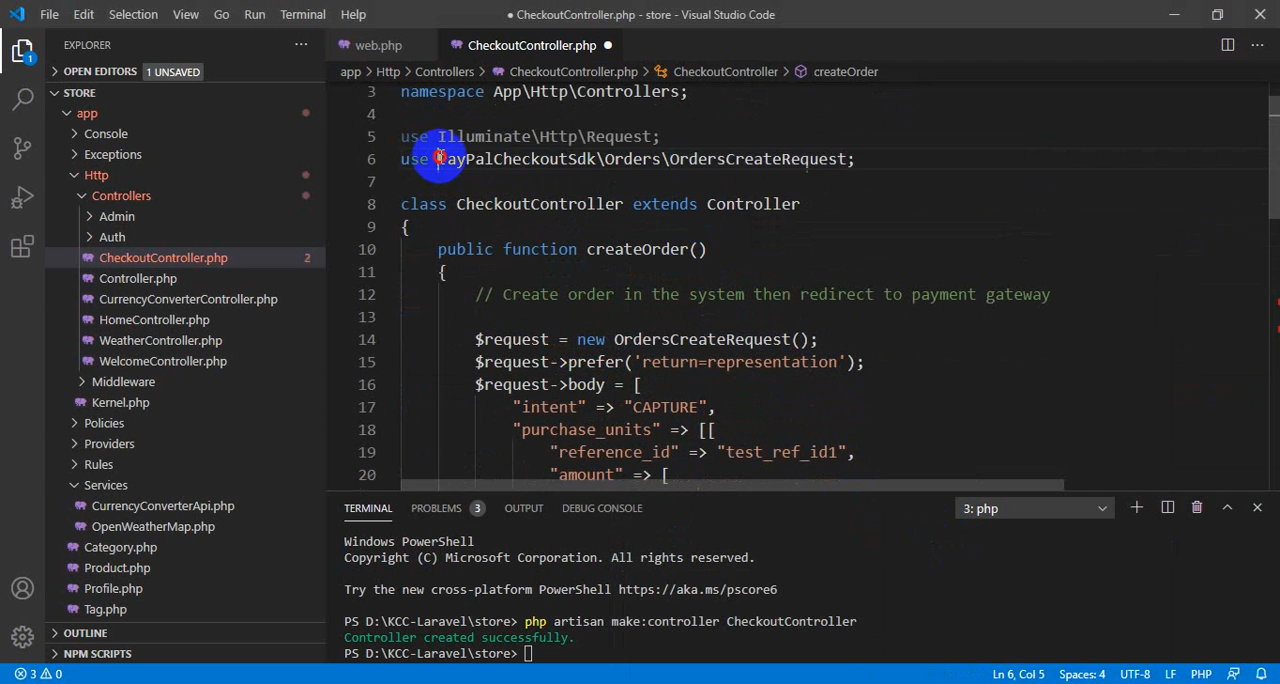 File Edit Selection View Go Run Terminal Help
● CheckoutController.php - store - Visual Studio Code
EXPLORER
OPEN EDITORS 1 UNSAVED
STORE
app
Console
Exceptions
Http
Controllers
Admin
Auth
CheckoutController.php 2
Controller.php
CurrencyConverterController.php
HomeController.php
WeatherController.php
WelcomeController.php
Middleware
Kernel.php
Policies
Providers
Rules
Services
CurrencyConverterApi.php
OpenWeatherMap.php
Category.php
Product.php
Profile.php
Tag.php
OUTLINE
NPM SCRIPTS
1
web.php CheckoutController.php
app > Http > Controllers > CheckoutController.php > CheckoutController > createOrder
3 namespace App\Http\Controllers;
4
5 use Illuminate\Http\Request;
6 use PayPalCheckoutSdk\Orders\OrdersCreateRequest;
7
8 class CheckoutController extends Controller
9 {
10 public function createOrder()
11 {
12 // Create order in the system then redirect to payment gateway
13
14 $request = new OrdersCreateRequest();
15 $request->prefer('return=representation');
16 $request->body = [
17 "intent" => "CAPTURE",
18 "purchase_units" => [[
19 "reference_id" => "test_ref_id1",
20 "amount" => [
TERMINAL PROBLEMS 3 OUTPUT DEBUG CONSOLE 3: php
Windows PowerShell
Copyright (C) Microsoft Corporation. All rights reserved.
Try the new cross-platform PowerShell https://aka.ms/pscore6
PS D:\KCC-Laravel\store> php artisan make:controller CheckoutController
Controller created successfully.
PS D:\KCC-Laravel\store>
3 0 Ln 6, Col 5 Spaces: 4 UTF-8 LF PHP